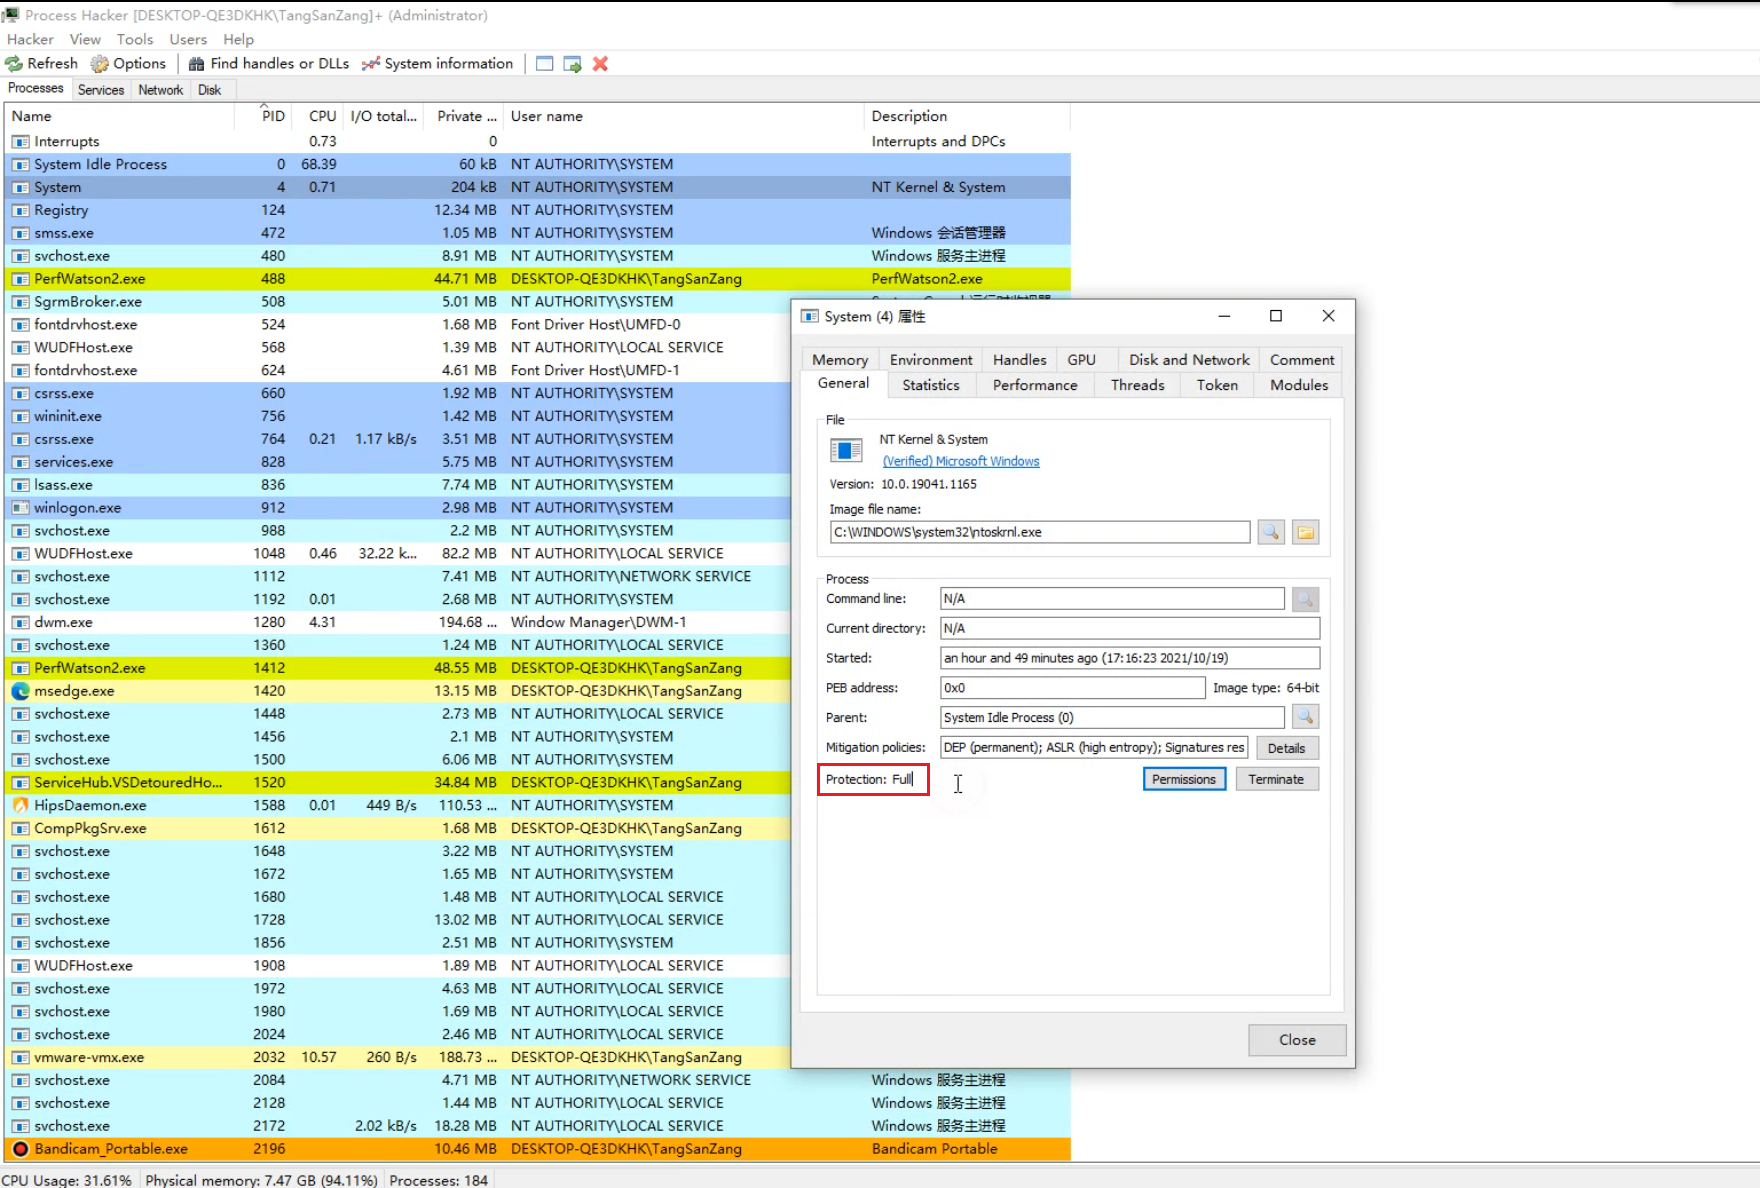 Process Hacker [DESKTOP-QE3DKHK\TangSanZang]+ (Administrator)
Hacker View Tools Users Help
Refresh Options Find handles or DLLs System information
Processes Services Network Disk
Name PID CPU I/O total... Private ... User name Description
Interrupts 0.73 0 Interrupts and DPCs
System Idle Process 0 68.39 60 kB NT AUTHORITY\SYSTEM
System 4 0.71 204 kB NT AUTHORITY\SYSTEM NT Kernel & System
Registry 124 12.34 MB NT AUTHORITY\SYSTEM
smss.exe 472 1.05 MB NT AUTHORITY\SYSTEM Windows 会话管理器
svchost.exe 480 8.91 MB NT AUTHORITY\SYSTEM Windows 服务主进程
PerfWatson2.exe 488 44.71 MB DESKTOP-QE3DKHK\TangSanZang PerfWatson2.exe
SgrmBroker.exe 508 5.01 MB NT AUTHORITY\SYSTEM
fontdrvhost.exe 524 1.68 MB Font Driver Host\UMFD-0
WUDFHost.exe 568 1.39 MB NT AUTHORITY\LOCAL SERVICE
fontdrvhost.exe 624 4.61 MB Font Driver Host\UMFD-1
csrss.exe 660 1.92 MB NT AUTHORITY\SYSTEM
wininit.exe 756 1.42 MB NT AUTHORITY\SYSTEM
csrss.exe 764 0.21 1.17 kB/s 3.51 MB NT AUTHORITY\SYSTEM
services.exe 828 5.75 MB NT AUTHORITY\SYSTEM
lsass.exe 836 7.74 MB NT AUTHORITY\SYSTEM
winlogon.exe 912 2.98 MB NT AUTHORITY\SYSTEM
svchost.exe 988 2.2 MB NT AUTHORITY\SYSTEM
WUDFHost.exe 1048 0.46 32.22 k... 82.2 MB NT AUTHORITY\LOCAL SERVICE
svchost.exe 1112 7.41 MB NT AUTHORITY\NETWORK SERVICE
svchost.exe 1192 0.01 2.68 MB NT AUTHORITY\SYSTEM
dwm.exe 1280 4.31 194.68 ... Window Manager\DWM-1
svchost.exe 1360 1.24 MB NT AUTHORITY\LOCAL SERVICE
PerfWatson2.exe 1412 48.55 MB DESKTOP-QE3DKHK\TangSanZang
msedge.exe 1420 13.15 MB DESKTOP-QE3DKHK\TangSanZang
svchost.exe 1448 2.73 MB NT AUTHORITY\LOCAL SERVICE
svchost.exe 1456 2.1 MB NT AUTHORITY\SYSTEM
svchost.exe 1500 6.06 MB NT AUTHORITY\SYSTEM
ServiceHub.VSDetouredHo... 1520 34.84 MB DESKTOP-QE3DKHK\TangSanZang
HipsDaemon.exe 1588 0.01 449 B/s 110.53 ... NT AUTHORITY\SYSTEM
CompPkgSrv.exe 1612 1.68 MB DESKTOP-QE3DKHK\TangSanZang
svchost.exe 1648 3.22 MB NT AUTHORITY\SYSTEM
svchost.exe 1672 1.65 MB NT AUTHORITY\SYSTEM
svchost.exe 1680 1.48 MB NT AUTHORITY\LOCAL SERVICE
svchost.exe 1728 13.02 MB NT AUTHORITY\LOCAL SERVICE
svchost.exe 1856 2.51 MB NT AUTHORITY\SYSTEM
WUDFHost.exe 1908 1.89 MB NT AUTHORITY\LOCAL SERVICE
svchost.exe 1972 4.63 MB NT AUTHORITY\LOCAL SERVICE
svchost.exe 1980 1.69 MB NT AUTHORITY\LOCAL SERVICE
svchost.exe 2024 2.46 MB NT AUTHORITY\LOCAL SERVICE
vmware-vmx.exe 2032 10.57 260 B/s 188.73 ... DESKTOP-QE3DKHK\TangSanZang
svchost.exe 2084 4.71 MB NT AUTHORITY\NETWORK SERVICE Windows 服务主进程
svchost.exe 2128 1.44 MB NT AUTHORITY\LOCAL SERVICE Windows 服务主进程
svchost.exe 2172 2.02 kB/s 18.28 MB NT AUTHORITY\LOCAL SERVICE Windows 服务主进程
Bandicam_Portable.exe 2196 10.46 MB DESKTOP-QE3DKHK\TangSanZang Bandicam Portable
CPU Usage: 31.61% Physical memory: 7.47 GB (94.11%) Processes: 184
System (4) 属性
Memory Environment Handles GPU Disk and Network Comment
General Statistics Performance Threads Token Modules
File
NT Kernel & System
(Verified) Microsoft Windows
Version: 10.0.19041.1165
Image file name:
C:\WINDOWS\system32\ntoskrnl.exe
Process
Command line: N/A
Current directory: N/A
Started: an hour and 49 minutes ago (17:16:23 2021/10/19)
PEB address: 0x0 Image type: 64-bit
Parent: System Idle Process (0)
Mitigation policies: DEP (permanent); ASLR (high entropy); Signatures res Details
Protection: Full Permissions Terminate
Close